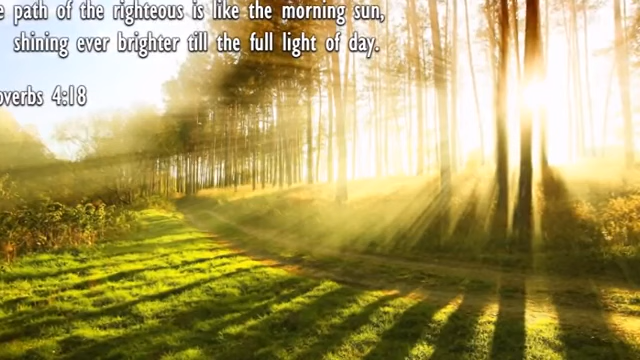 path of the righteous is like the morning sun,
shining ever brighter till the full light of day.
overbs 4:18